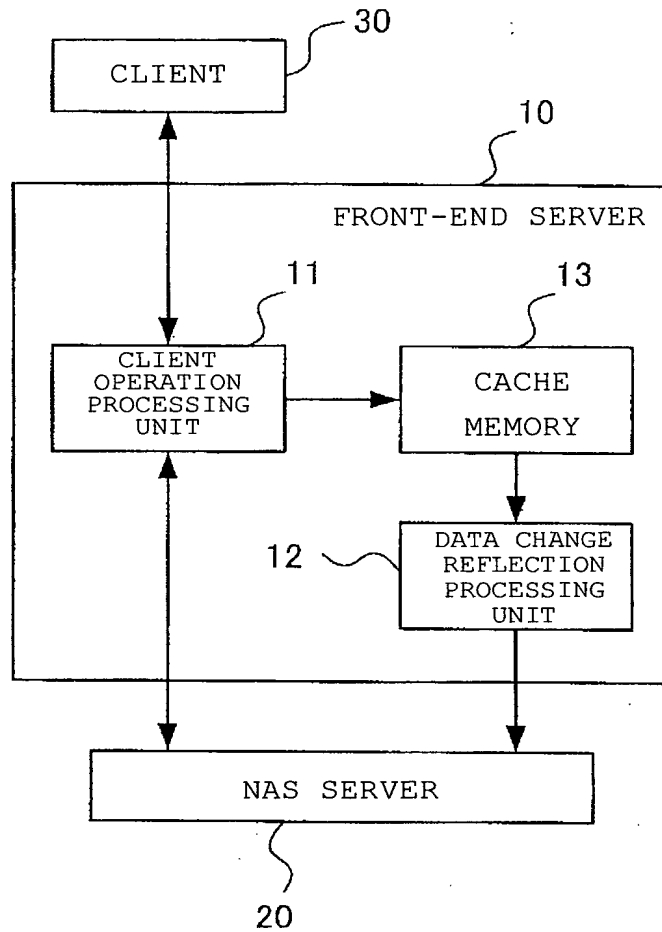 30
CLIENT
10
FRONT-END SERVER
11
13
CLIENT
OPERATION
PROCESSING
UNIT
CACHE
MEMORY
12
DATA CHANGE
REFLECTION
PROCESSING
UNIT
NAS SERVER
20